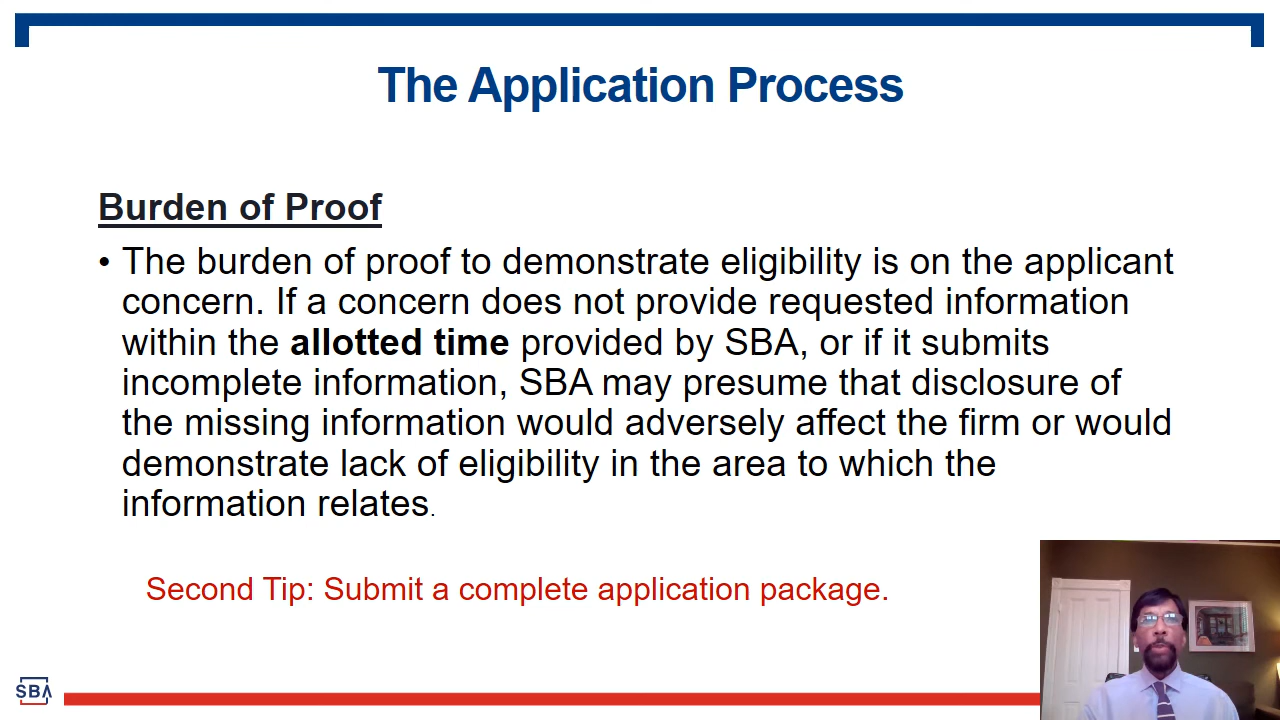 The Application Process
Burden of Proof
• The burden of proof to demonstrate eligibility is on the applicant
concern. If a concern does not provide requested information
within the allotted time provided by SBA, or if it submits
incomplete information, SBA may presume that disclosure of
the missing information would adversely affect the firm or would
demonstrate lack of eligibility in the area to which the
information relates.
Second Tip: Submit a complete application package.
SBA